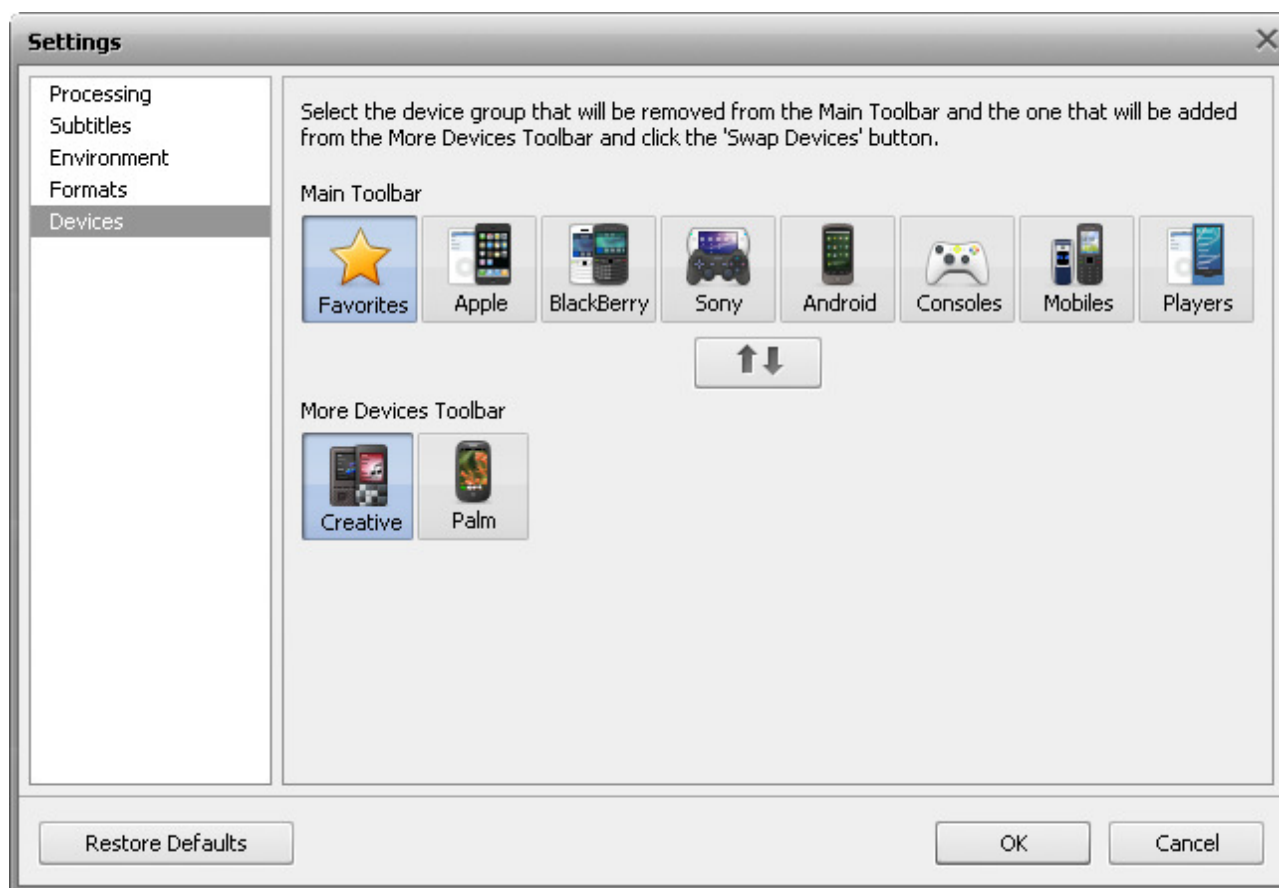 Settings
Processing
Subtitles
Environment
Formats
Devices
Select the device group that will be removed from the Main Toolbar and the one that will be added
from the More Devices Toolbar and click the 'Swap Devices' button.
Main Toolbar
Favorites Apple BlackBerry Sony Android Consoles Mobiles Players
More Devices Toolbar
Creative Palm
Restore Defaults OK Cancel